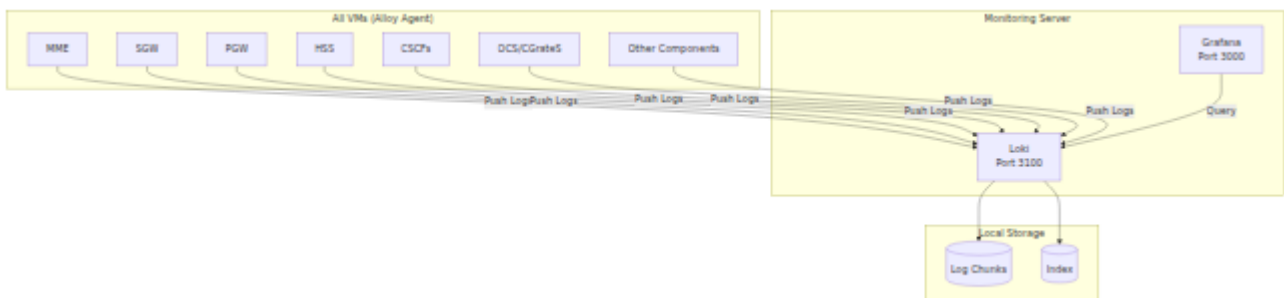 All VMs (Alloy Agent)
MME
SGW
PGW
HSS
CSCFs
OCS/CGrateS
Other Components
Monitoring Server
Grafana
Port 3000
Push Logs
Push Logs
Push Logs
Push Logs
Push Logs
Push Logs
Push Logs
Query
Loki
Port 3100
Local Storage
Log Chunks
Index